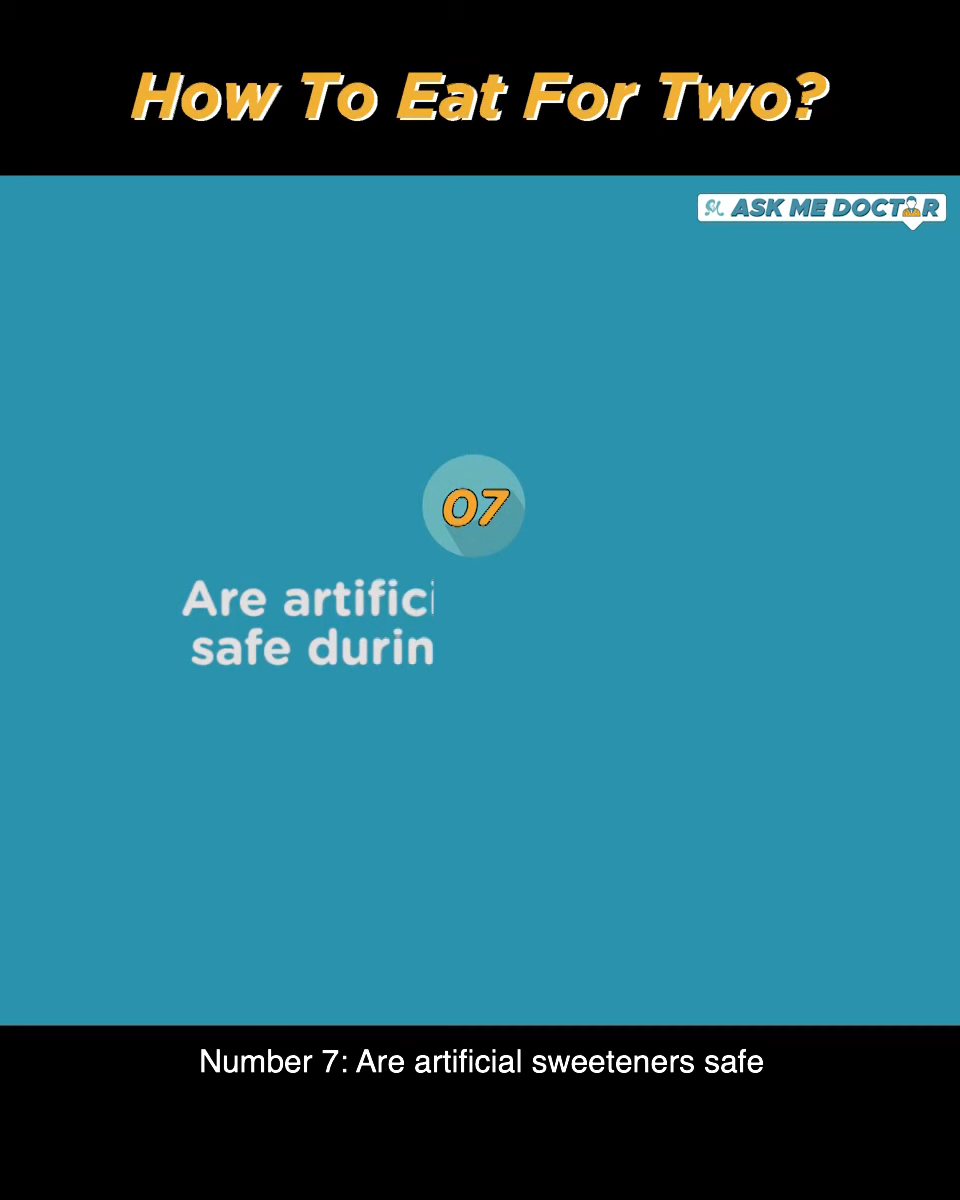 How To Eat For Two?
ASK ME DOCTOR
07
Are artifici
safe durin
Number 7: Are artificial sweeteners safe